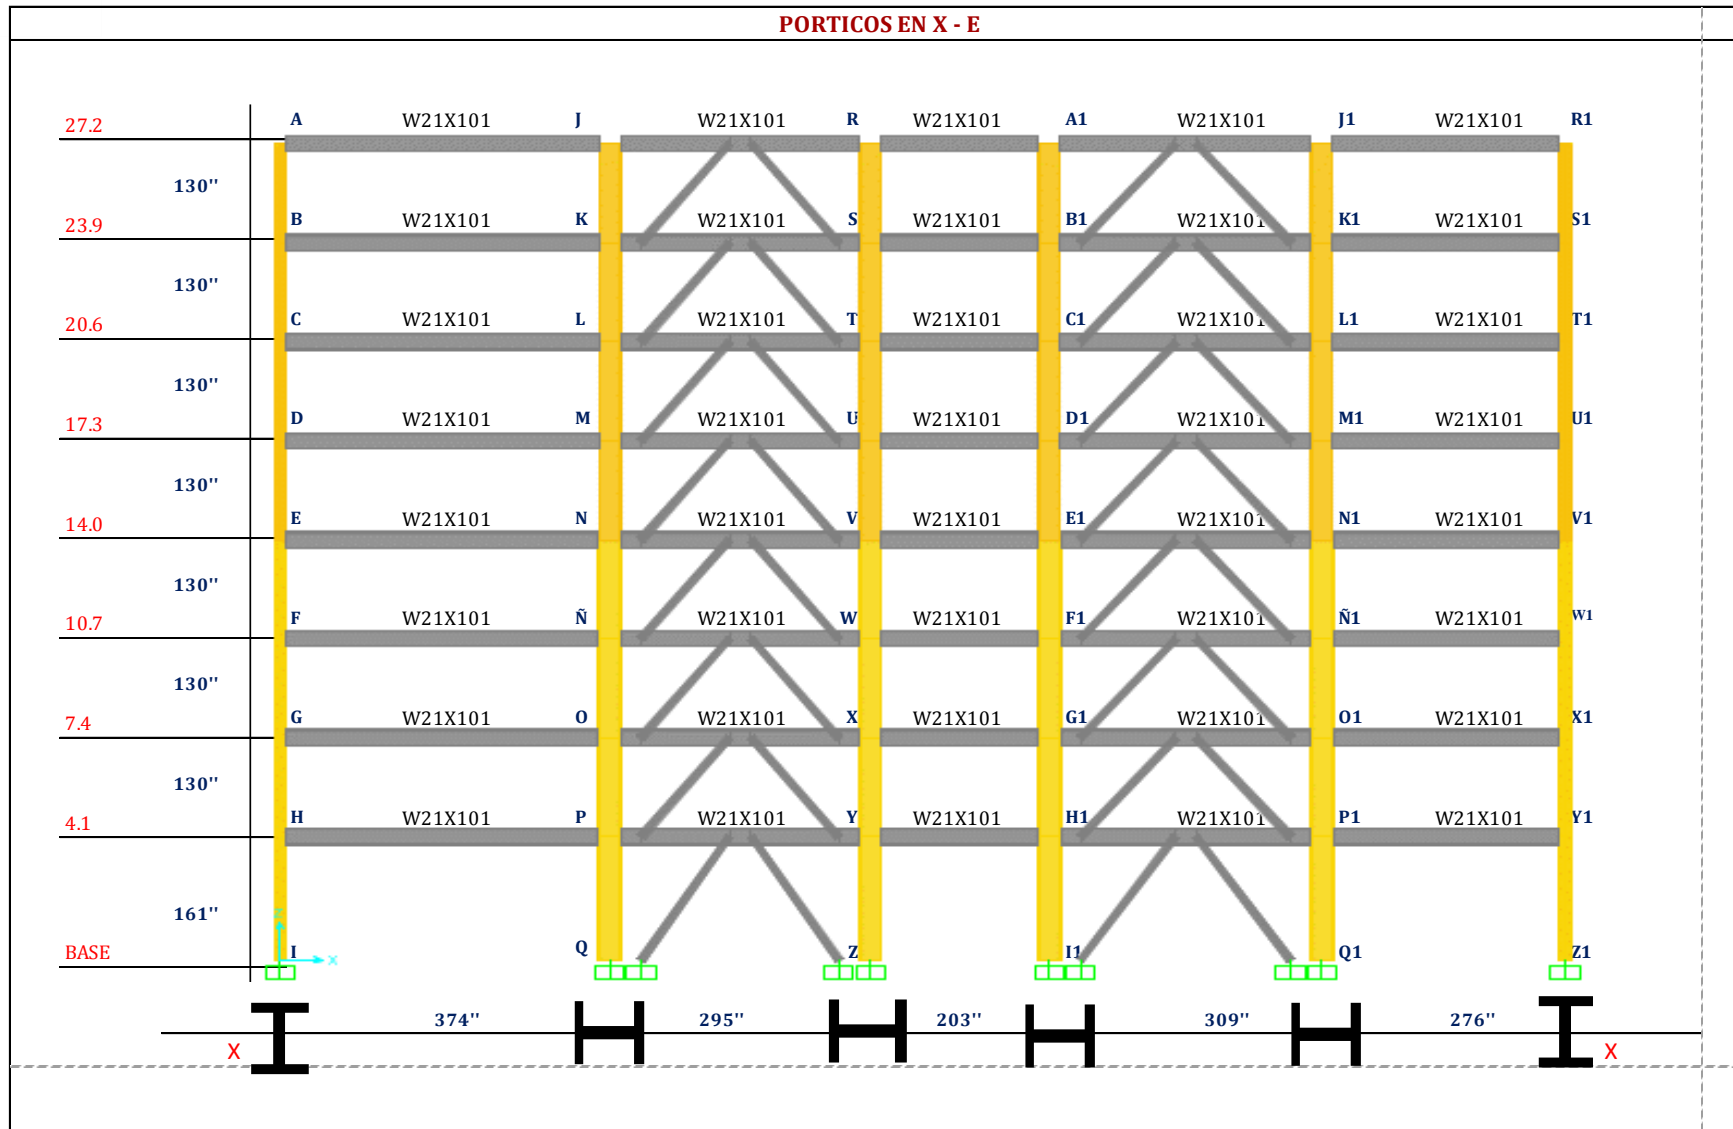 PORTICOS EN X - E
A W21X101 J W21X101 R W21X101 A1 W21X101 J1 W21X101 R1
27.2
130"
B W21X101 K W21X101 S W21X101 B1 W21X101 K1 W21X101 S1
23.9
130"
C W21X101 L W21X101 T W21X101 C1 W21X101 L1 W21X101 T1
20.6
130"
D W21X101 M W21X101 U W21X101 D1 W21X101 M1 W21X101 U1
17.3
130"
E W21X101 N W21X101 V W21X101 E1 W21X101 N1 W21X101 V1
14.0
130"
F W21X101 Ñ W21X101 W W21X101 F1 W21X101 Ñ1 W21X101 W1
10.7
130"
G W21X101 O W21X101 X W21X101 G1 W21X101 O1 W21X101 X1
7.4
130"
H W21X101 P W21X101 Y W21X101 H1 W21X101 P1 W21X101 Y1
4.1
161"
Z
BASE I Q Z I1 Q1 Z1
X
374" 295" 203" 309" 276"
X X